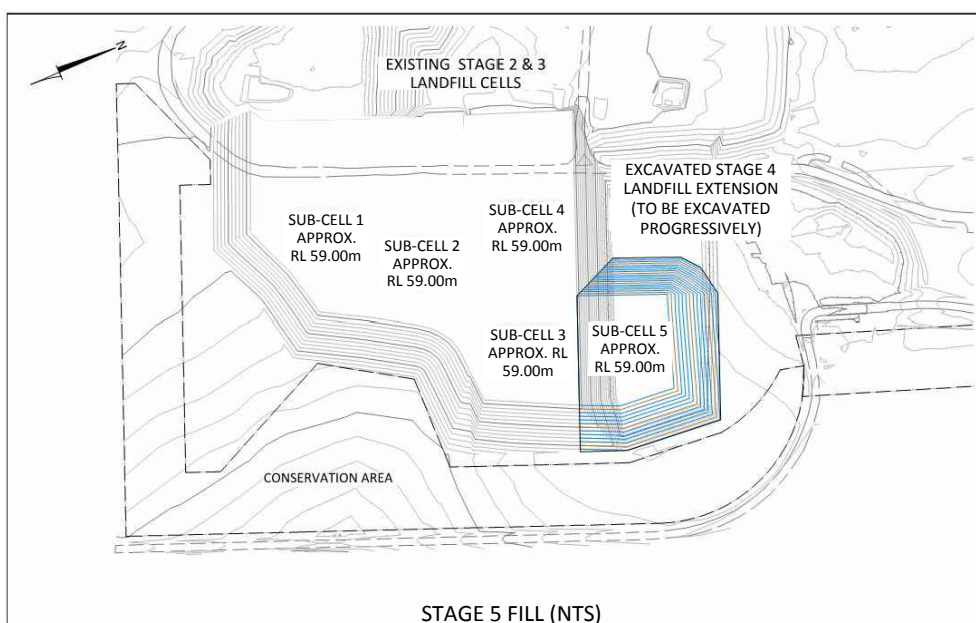 N
EXISTING STAGE 2 & 3
LANDFILL CELLS
EXCAVATED STAGE 4
LANDFILL EXTENSION
(TO BE EXCAVATED
PROGRESSIVELY)
SUB-CELL 1
APPROX.
RL 59.00m
SUB-CELL 2
APPROX.
RL 59.00m
SUB-CELL 4
APPROX.
RL 59.00m
SUB-CELL 3
APPROX. RL
59.00m
SUB-CELL 5
APPROX.
RL 59.00m
CONSERVATION AREA
STAGE 5 FILL (NTS)